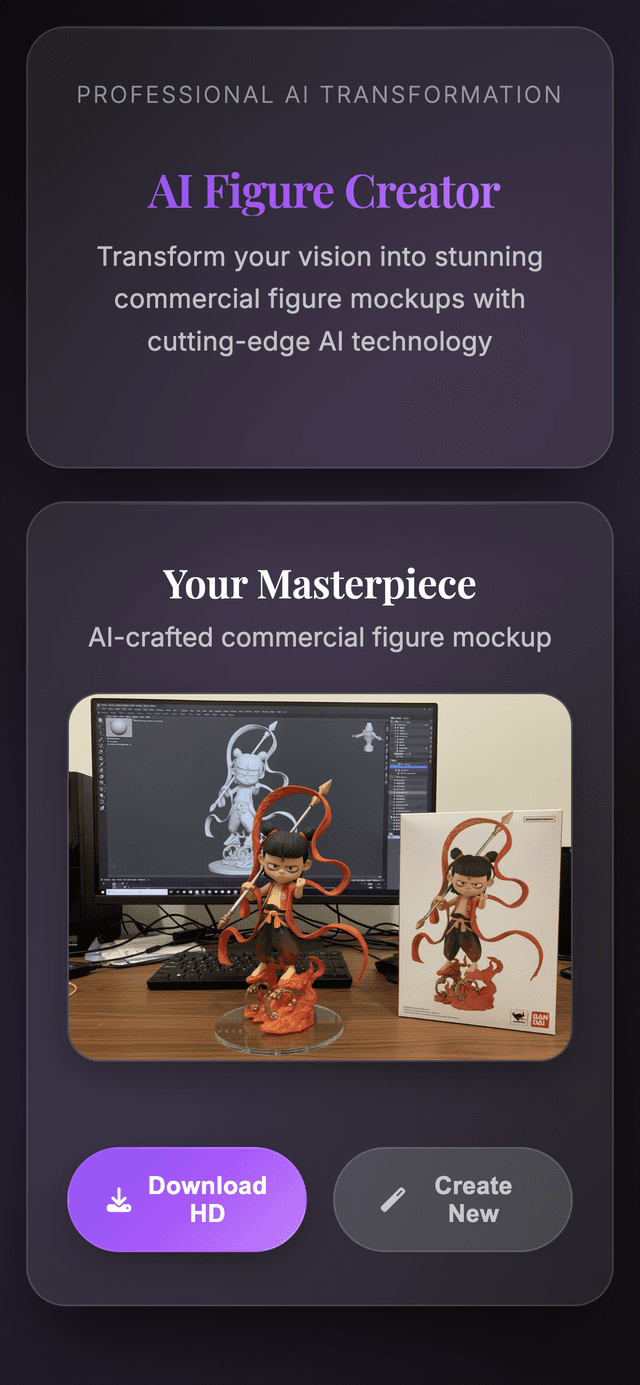 PROFESSIONAL AI TRANSFORMATION
AI Figure Creator
Transform your vision into stunning
commercial figure mockups with
cutting-edge AI technology
Your Masterpiece
AI-crafted commercial figure mockup
BAN
DAI
Download
HD
Create
New